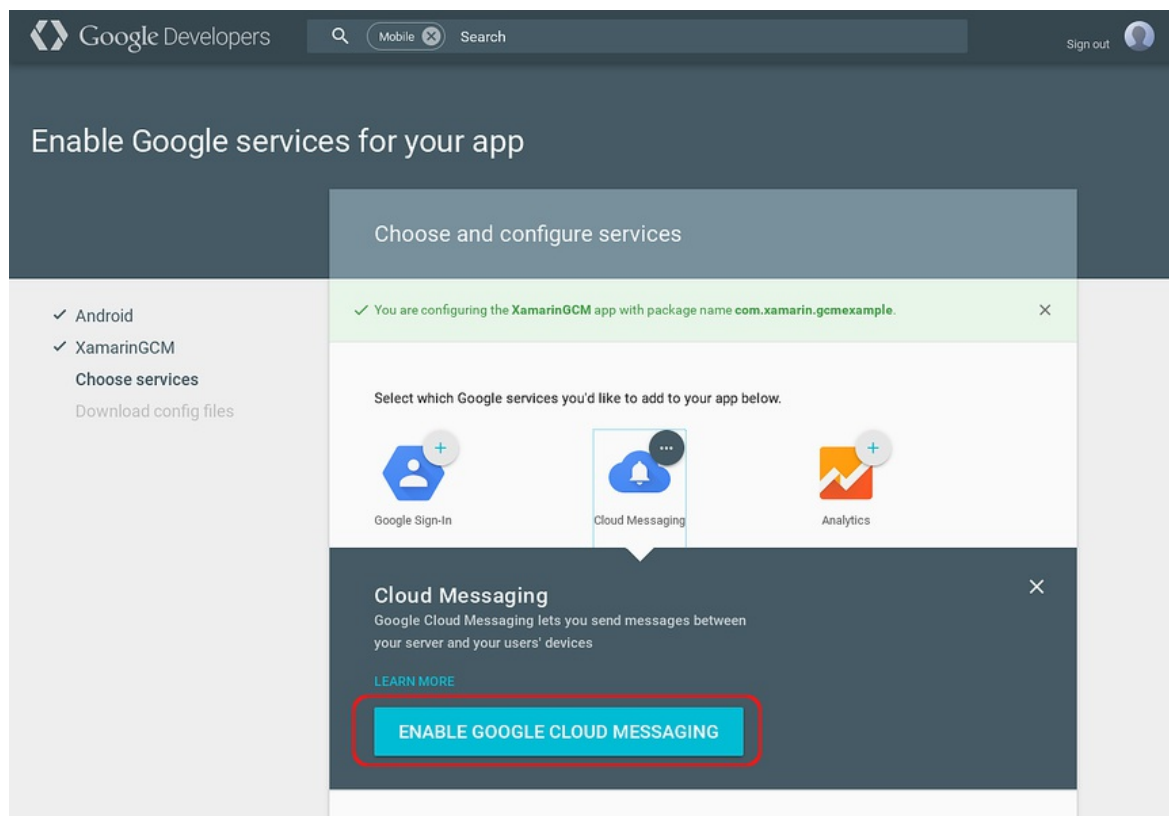 Google Developers
Mobile
Search
Sign out
Enable Google services for your app
Choose and configure services
Android
XamarinGCM
Choose services
Download config files
You are configuring the XamarinGCM app with package name com.xamarin.gcmexample.
Select which Google services you'd like to add to your app below.
Google Sign-In
Cloud Messaging
Analytics
Cloud Messaging
Google Cloud Messaging lets you send messages between
your server and your users' devices
LEARN MORE
ENABLE GOOGLE CLOUD MESSAGING